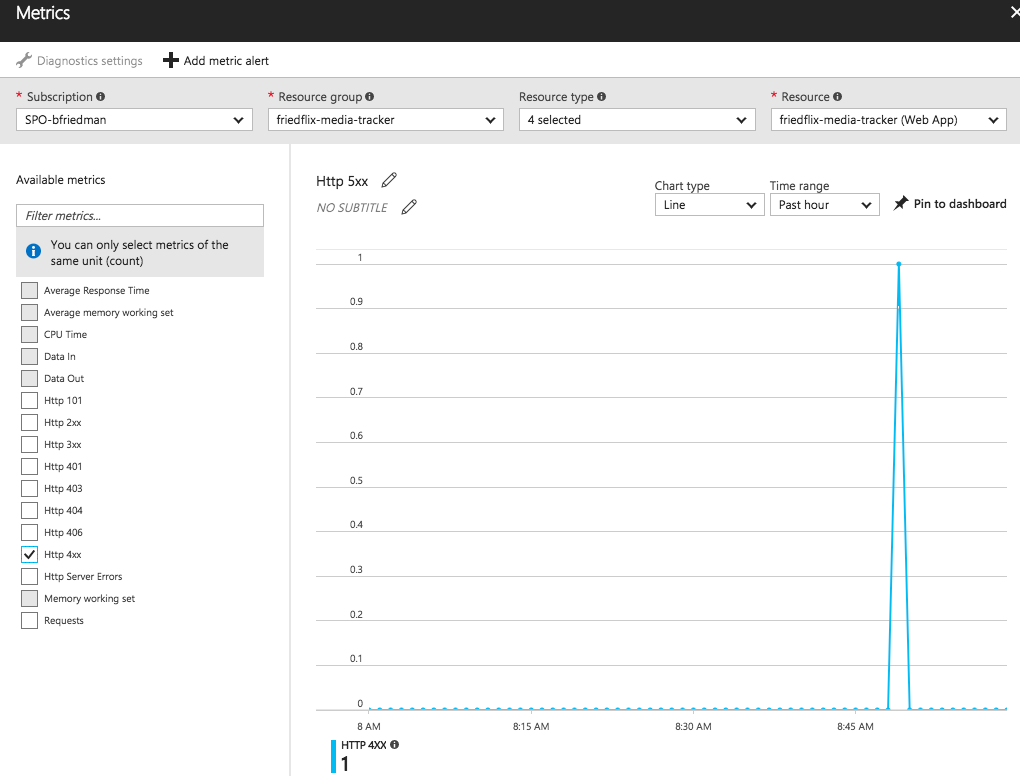 Metrics
Diagnostics settings Add metric alert
* Subscription * Resource group Resource type * Resource
SPO-bfriedman friedflix-media-tracker 4 selected friedflix-media-tracker (Web App)
Available metrics
Filter metrics...
You can only select metrics of the
same unit (count)
Average Response Time
Average memory working set
CPU Time
Data In
Data Out
Http 101
Http 2xx
Http 3xx
Http 401
Http 403
Http 404
Http 406
Http 4xx
Http Server Errors
Memory working set
Requests
Http 5xx
NO SUBTITLE
Chart type Time range
Line Past hour Pin to dashboard
1
0.9
0.8
0.7
0.6
0.5
0.4
0.3
0.2
0.1
0
8 AM 8:15 AM 8:30 AM 8:45 AM
HTTP 4XX
1